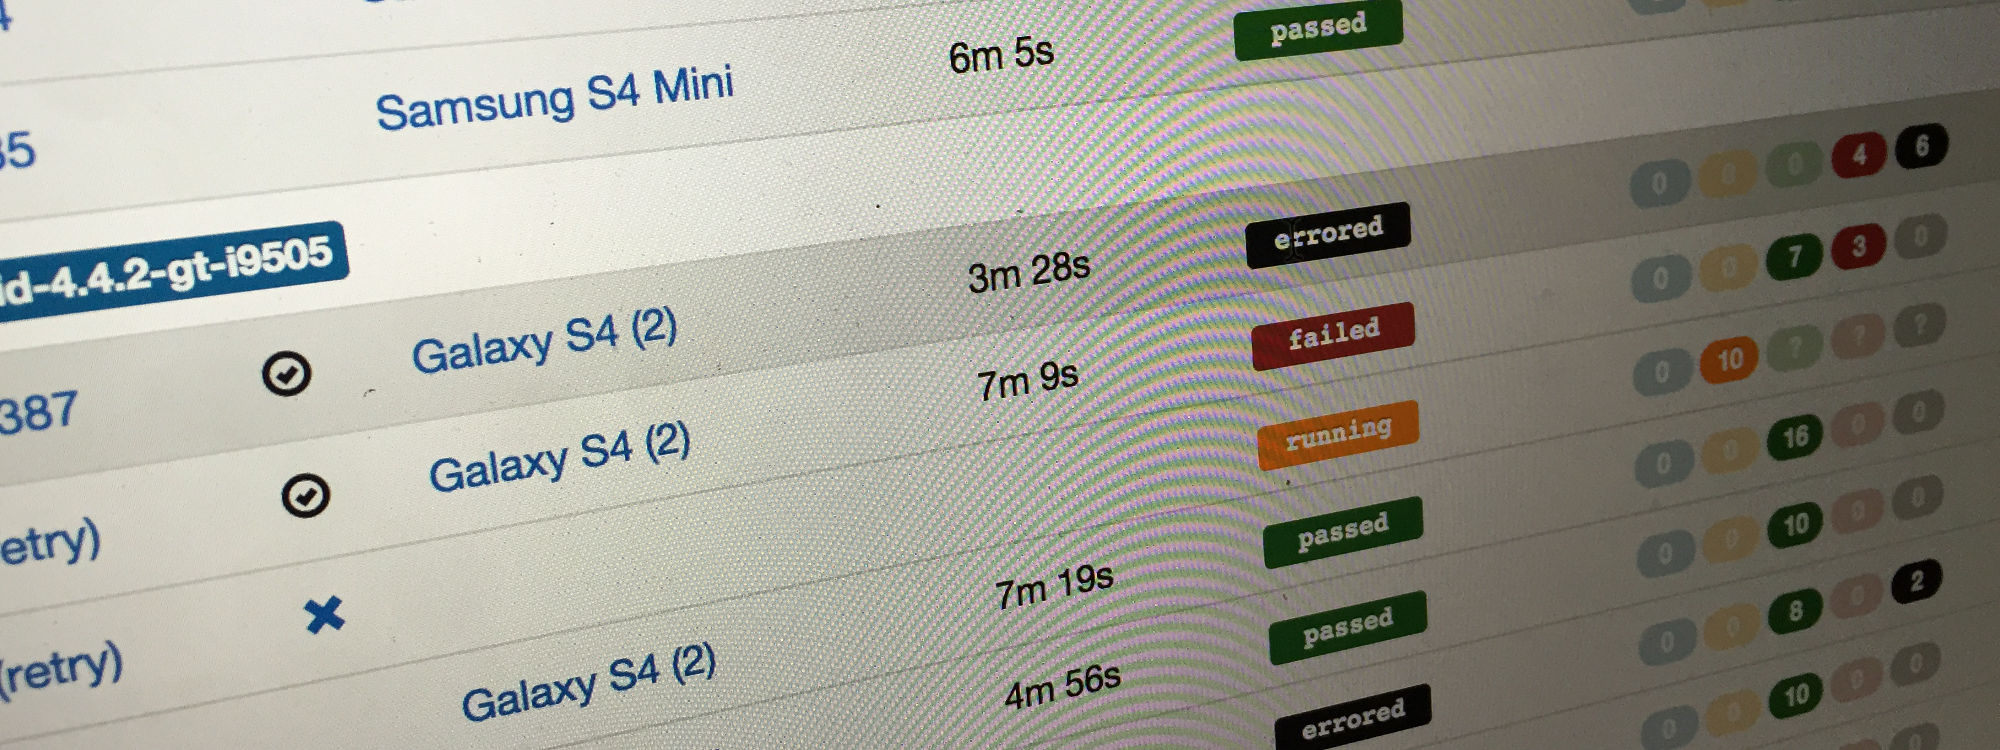 35 Samsung S4 Mini 6m 5s passed
id-4.4.2-gt-i9505
387 Galaxy S4 (2) 3m 28s errored 0 0 0 4 6
etry) Galaxy S4 (2) 7m 9s failed 0 0 7 3 0
(retry) running 0 10 ? ? ?
Galaxy S4 (2) 7m 19s passed 0 0 16 0 0
4m 56s passed 0 0 10 0 0
errored 0 0 8 0 2
0 0 10 0 0